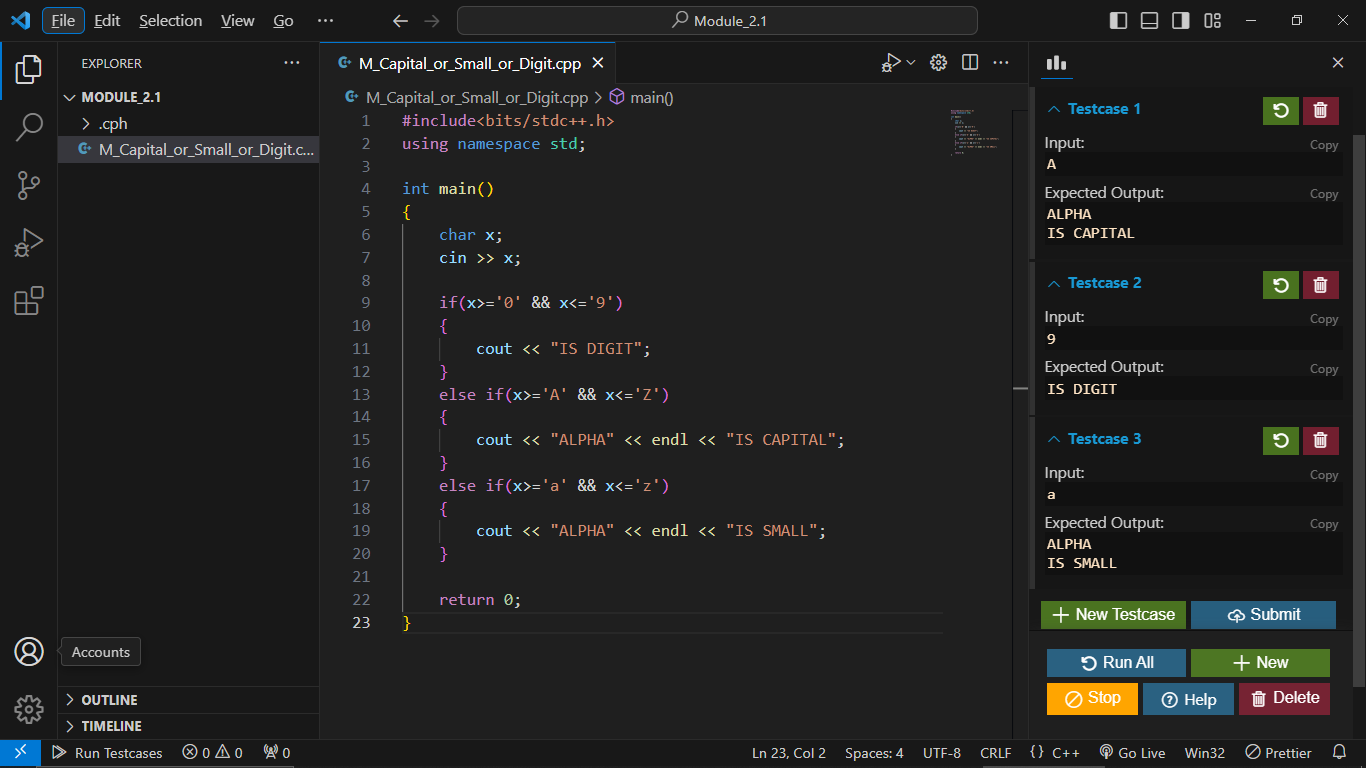 File Edit Selection View Go ··· Module_2.1
EXPLORER ···
MODULE_2.1
.cph
M_Capital_or_Small_or_Digit.c...
Accounts
OUTLINE
TIMELINE
M_Capital_or_Small_or_Digit.cpp
M_Capital_or_Small_or_Digit.cpp > main()
1 #include<bits/stdc++.h>
2 using namespace std;
3
4 int main()
5 {
6 char x;
7 cin >> x;
8
9 if(x>='0' && x<='9')
10 {
11 cout << "IS DIGIT";
12 }
13 else if(x>='A' && x<='Z')
14 {
15 cout << "ALPHA" << endl << "IS CAPITAL";
16 }
17 else if(x>='a' && x<='z')
18 {
19 cout << "ALPHA" << endl << "IS SMALL";
20 }
21
22 return 0;
23 }
Testcase 1
Input: Copy
A
Expected Output: Copy
ALPHA
IS CAPITAL
Testcase 2
Input: Copy
9
Expected Output: Copy
IS DIGIT
Testcase 3
Input: Copy
a
Expected Output: Copy
ALPHA
IS SMALL
New Testcase Submit
Run All New
Stop Help Delete
Run Testcases 0 0 0 Ln 23, Col 2 Spaces: 4 UTF-8 CRLF {} C++ Go Live Win32 Prettier